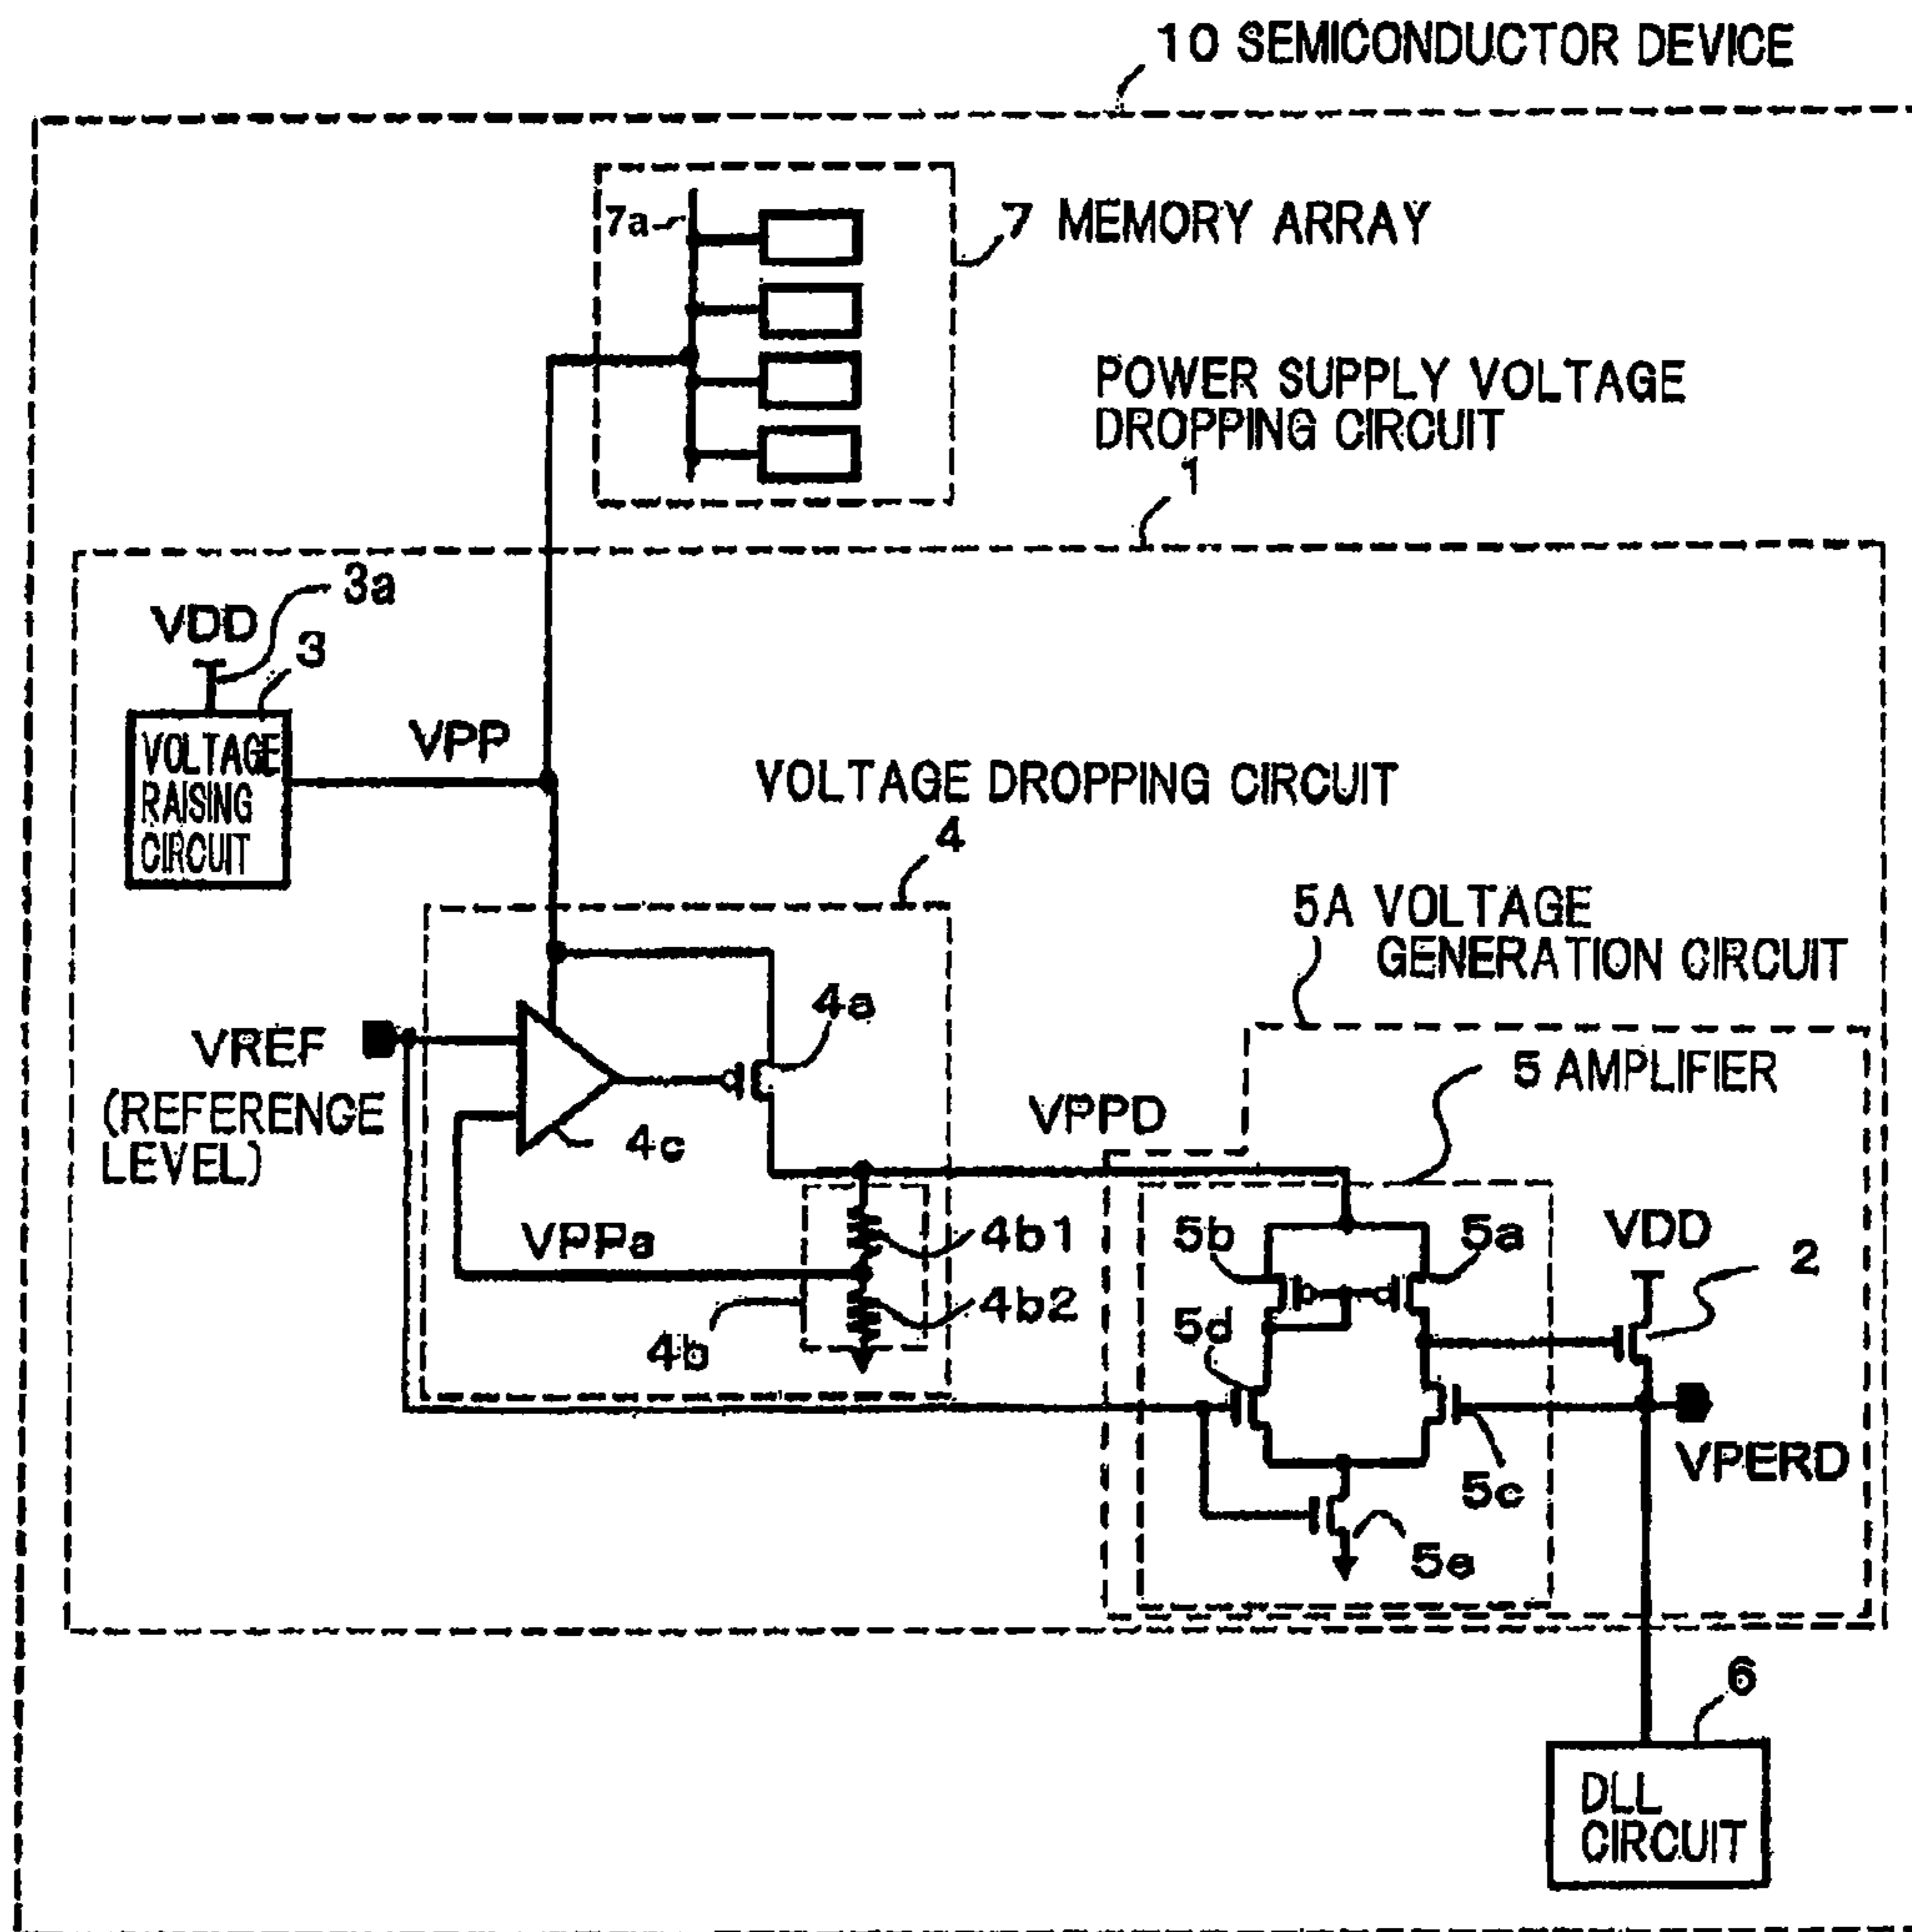 10 SEMICONDUCTOR DEVICE
7a
7 MEMORY ARRAY
POWER SUPPLY VOLTAGE
DROPPING CIRCUIT
1
3a
VDD
3
VOLTAGE
RAISING
CIRCUIT
VPP
VOLTAGE DROPPING CIRCUIT
4
5A VOLTAGE
GENERATION CIRCUIT
4a
VREF
(REFERENCE
LEVEL)
4c
5 AMPLIFIER
VPPD
VPPa
4b1
4b2
4b
5b
5a
VDD
2
5d
5c
VPERD
5e
6
DLL
CIRCUIT